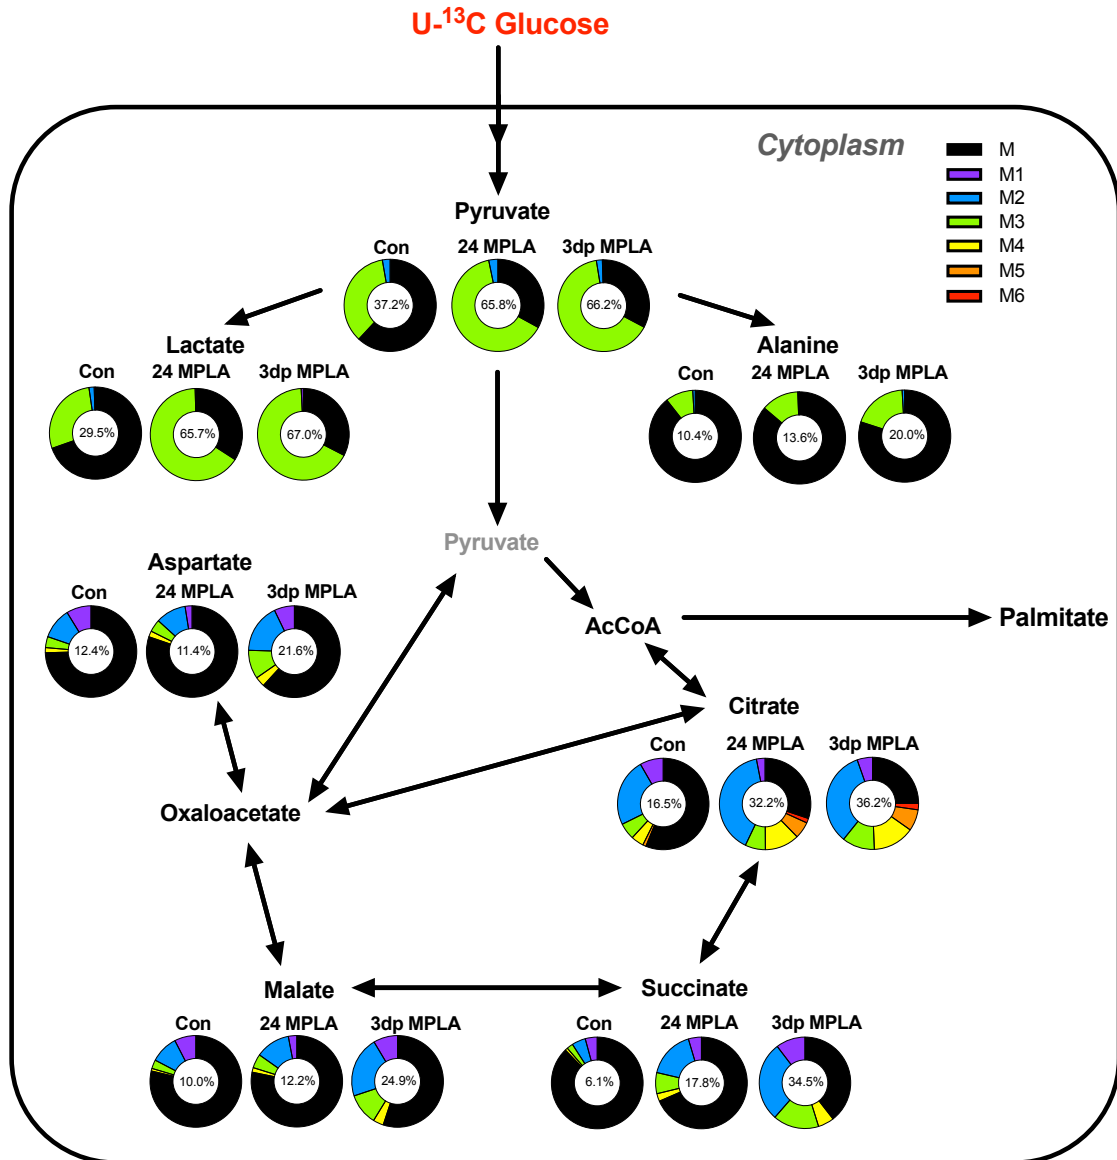 U-¹³C Glucose
Cytoplasm
M
M1
M2
M3
M4
M5
M6
Pyruvate
Con 24 MPLA 3dp MPLA
37.2% 65.8% 66.2%
Lactate
Con 24 MPLA 3dp MPLA
29.5% 65.7% 67.0%
Alanine
Con 24 MPLA 3dp MPLA
10.4% 13.6% 20.0%
Pyruvate
Aspartate
Con 24 MPLA 3dp MPLA
12.4% 11.4% 21.6%
AcCoA
Palmitate
Citrate
Con 24 MPLA 3dp MPLA
16.5% 32.2% 36.2%
Oxaloacetate
Malate
Con 24 MPLA 3dp MPLA
10.0% 12.2% 24.9%
Succinate
Con 24 MPLA 3dp MPLA
6.1% 17.8% 34.5%